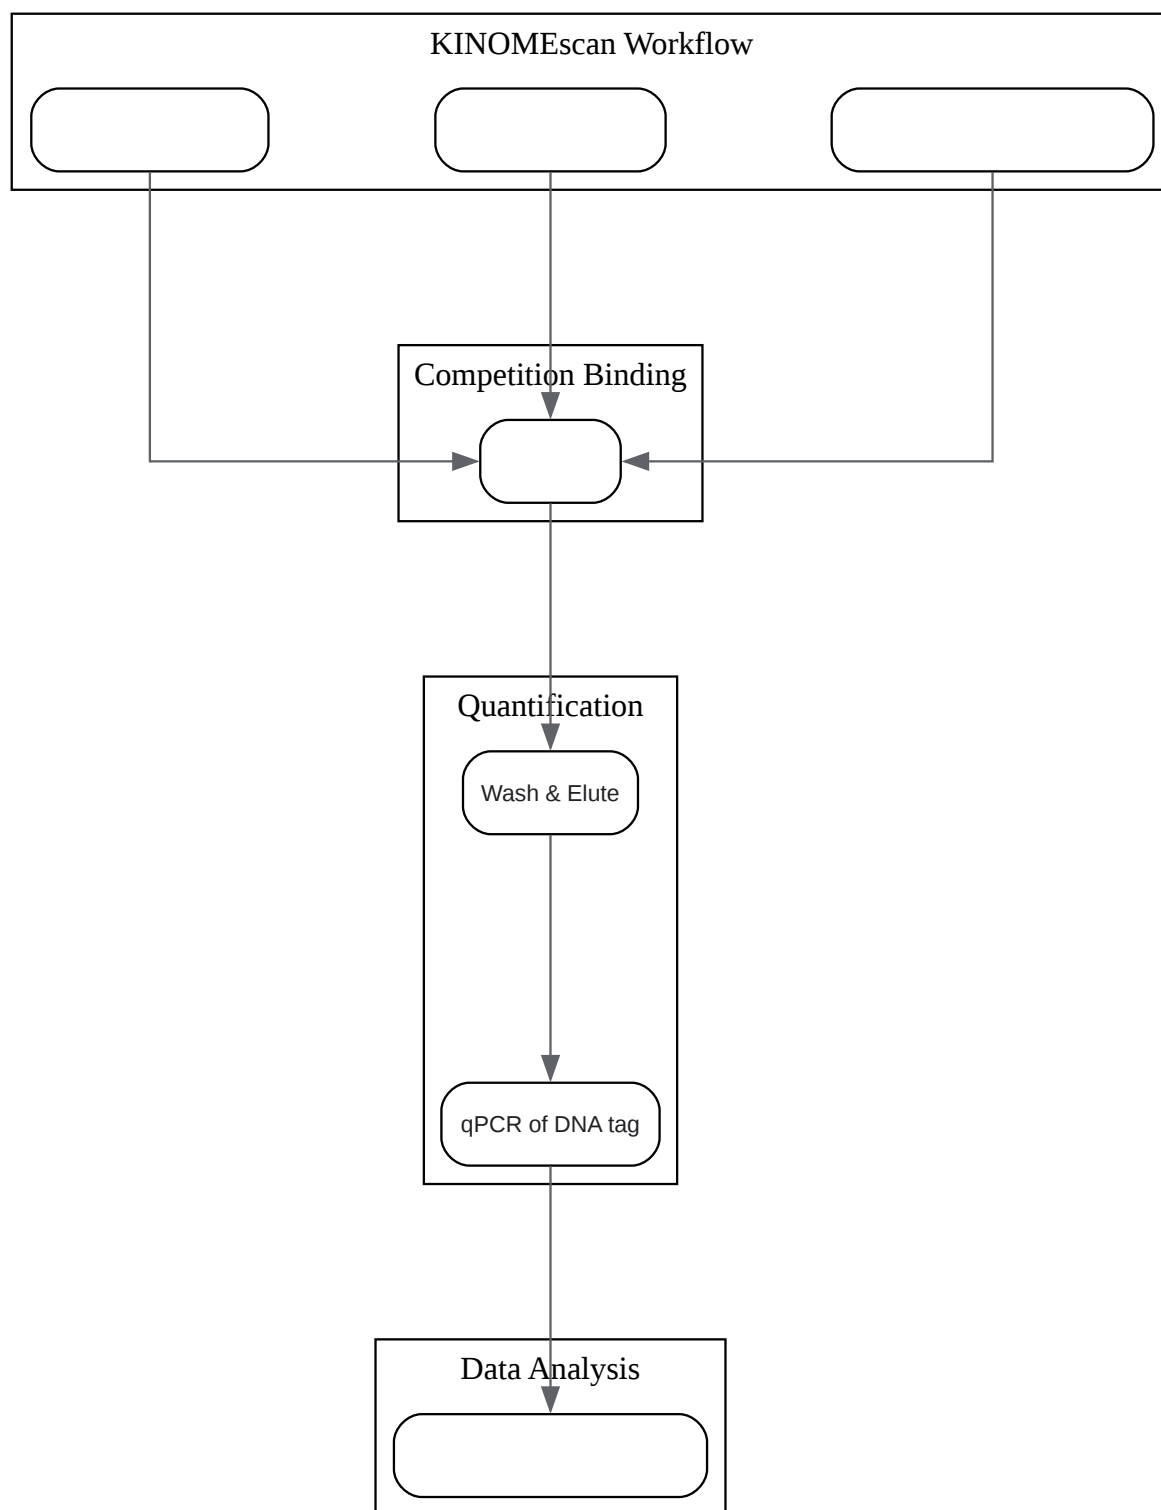 KINOMEscan Workflow
Competition Binding
Quantification
Wash & Elute
qPCR of DNA tag
Data Analysis